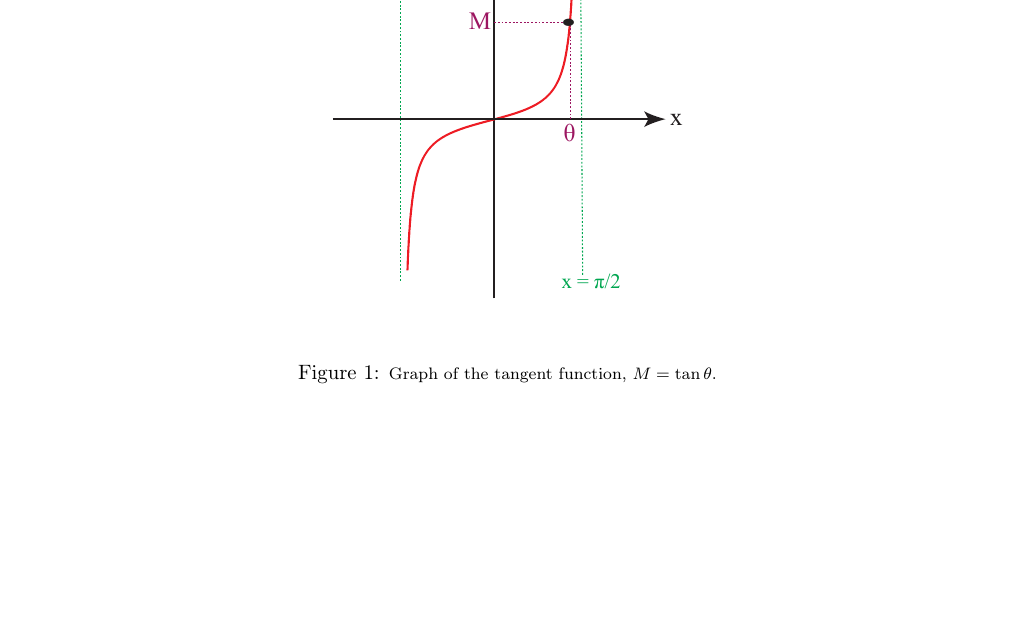 M
x
θ
x = π/2
Figure 1: Graph of the tangent function, M = tan θ.